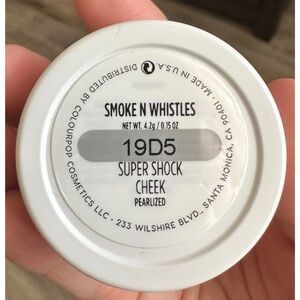 SMOKE N WHISTLES
NET WT. 4.2g / 0.15 OZ
19D5
SUPER SHOCK
CHEEK
PEARLIZED
DISTRIBUTED BY COLOURPOP COSMETICS LLC • 233 WILSHIRE BLVD., SANTA MONICA, CA 90401 • MADE IN U.S.A.